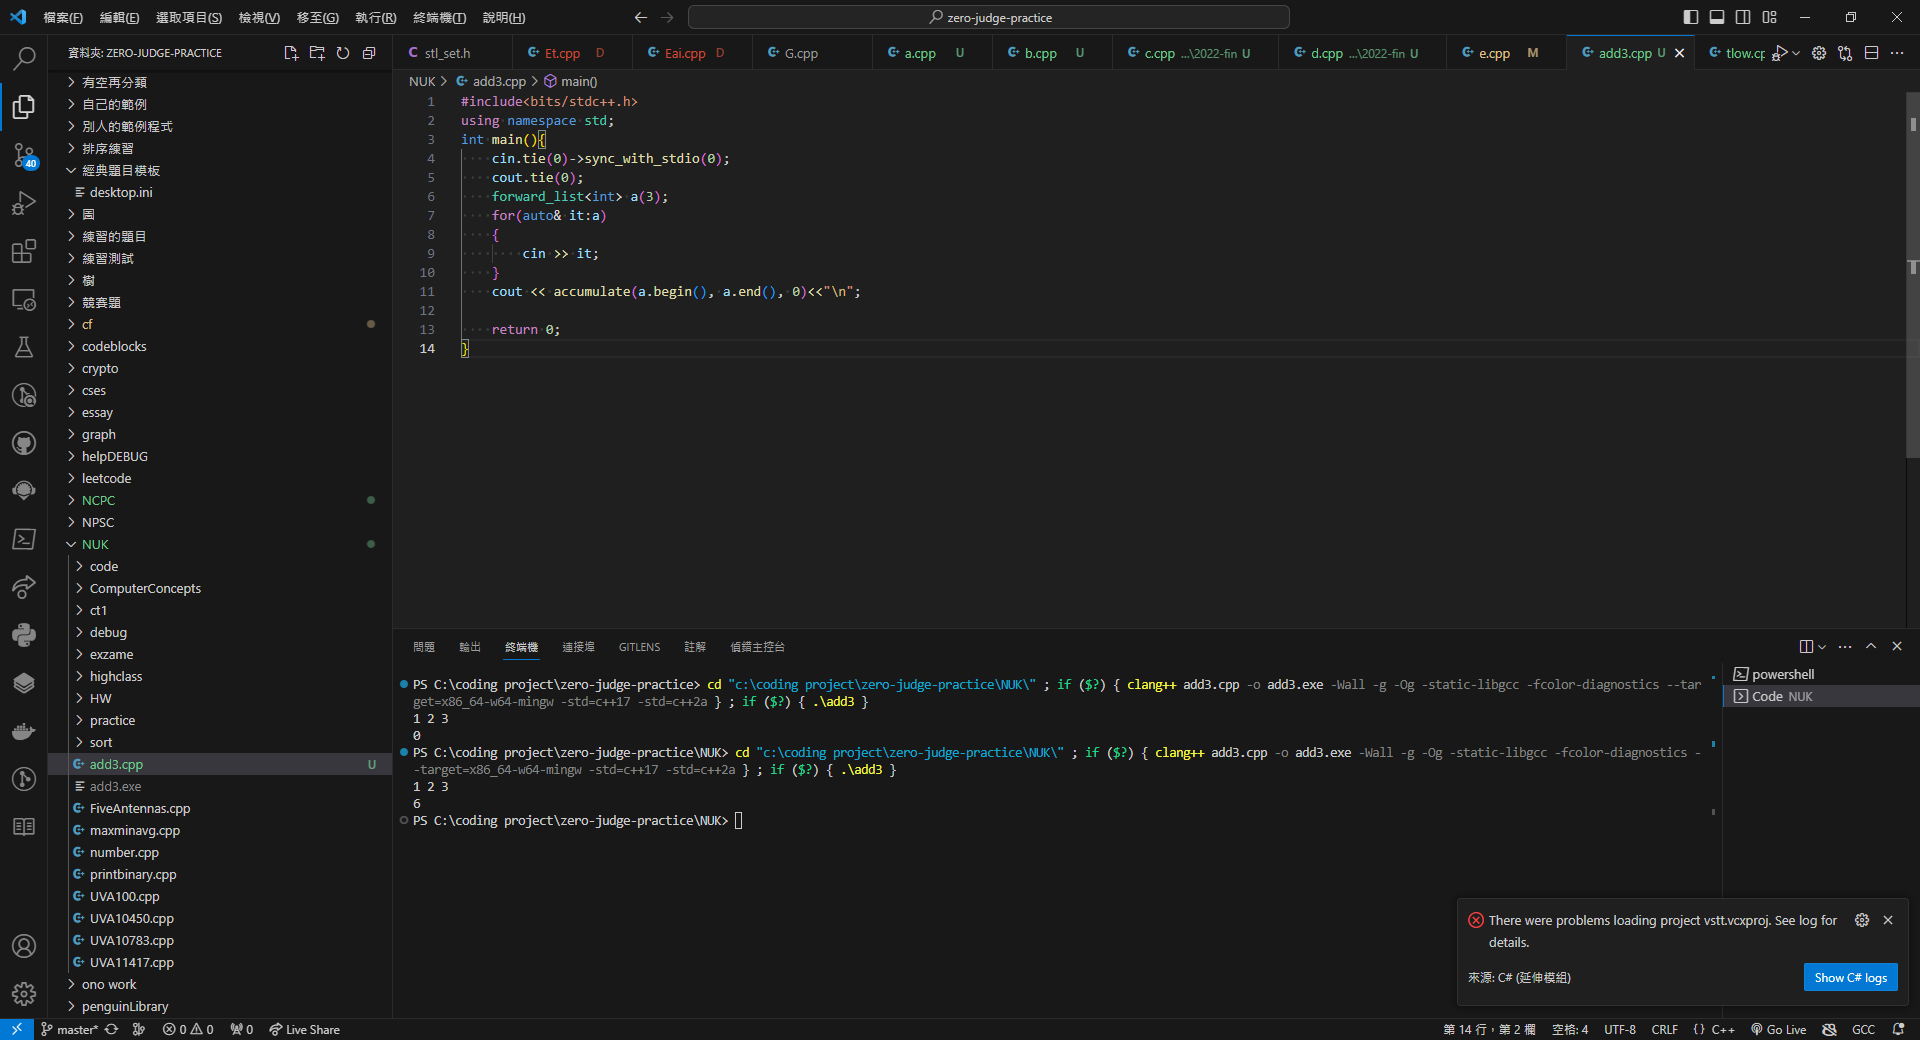 檔案(F) 編輯(E) 選取項目(S) 檢視(V) 移至(G) 執行(R) 終端機(T) 說明(H)
zero-judge-practice
資料夾: ZERO-JUDGE-PRACTICE
有空再分類
自己的範例
別人的範例程式
排序練習
經典題目模板
desktop.ini
圖
練習的題目
練習測試
樹
競賽題
cf
codeblocks
crypto
cses
essay
graph
helpDEBUG
leetcode
NCPC
NPSC
NUK
code
ComputerConcepts
ct1
debug
exzame
highclass
HW
practice
sort
add3.cpp U
add3.exe
FiveAntennas.cpp
maxminavg.cpp
number.cpp
printbinary.cpp
UVA100.cpp
UVA10450.cpp
UVA10783.cpp
UVA11417.cpp
ono work
penguinLibrary
40
stl_set.h Et.cpp D Eai.cpp D G.cpp a.cpp U b.cpp U c.cpp ...\2022-fin U d.cpp ...\2022-fin U e.cpp M add3.cpp U tlow.cp
NUK > add3.cpp > main()
1 #include<bits/stdc++.h>
2 using namespace std;
3 int main(){
4 cin.tie(0)->sync_with_stdio(0);
5 cout.tie(0);
6 forward_list<int> a(3);
7 for(auto& it:a)
8 {
9 cin >> it;
10 }
11 cout << accumulate(a.begin(), a.end(), 0)<<"\n";
12
13 return 0;
14 }
問題 輸出 終端機 連接埠 GITLENS 註解 偵錯主控台
PS C:\coding project\zero-judge-practice> cd "c:\coding project\zero-judge-practice\NUK\" ; if ($?) { clang++ add3.cpp -o add3.exe -Wall -g -Og -static-libgcc -fcolor-diagnostics --tar
get=x86_64-w64-mingw -std=c++17 -std=c++2a } ; if ($?) { .\add3 }
1 2 3
0
PS C:\coding project\zero-judge-practice\NUK> cd "c:\coding project\zero-judge-practice\NUK\" ; if ($?) { clang++ add3.cpp -o add3.exe -Wall -g -Og -static-libgcc -fcolor-diagnostics -
-target=x86_64-w64-mingw -std=c++17 -std=c++2a } ; if ($?) { .\add3 }
1 2 3
6
PS C:\coding project\zero-judge-practice\NUK>
powershell
Code NUK
There were problems loading project vstt.vcxproj. See log for
details.
來源: C# (延伸模組)
Show C# logs
master* 0 0 0 Live Share
第 14 行，第 2 欄 空格: 4 UTF-8 CRLF {} C++ Go Live GCC